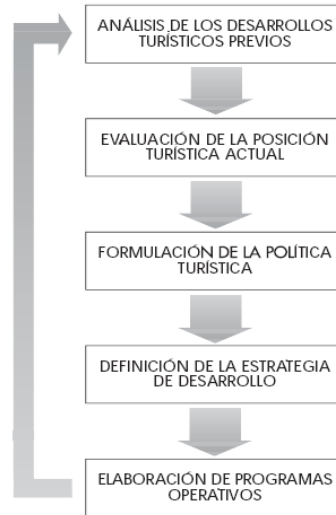 ANÁLISIS DE LOS DESARROLLOS
TURÍSTICOS PREVIOS
EVALUACIÓN DE LA POSICIÓN
TURÍSTICA ACTUAL
FORMULACIÓN DE LA POLÍTICA
TURÍSTICA
DEFINICIÓN DE LA ESTRATEGIA
DE DESARROLLO
ELABORACIÓN DE PROGRAMAS
OPERATIVOS